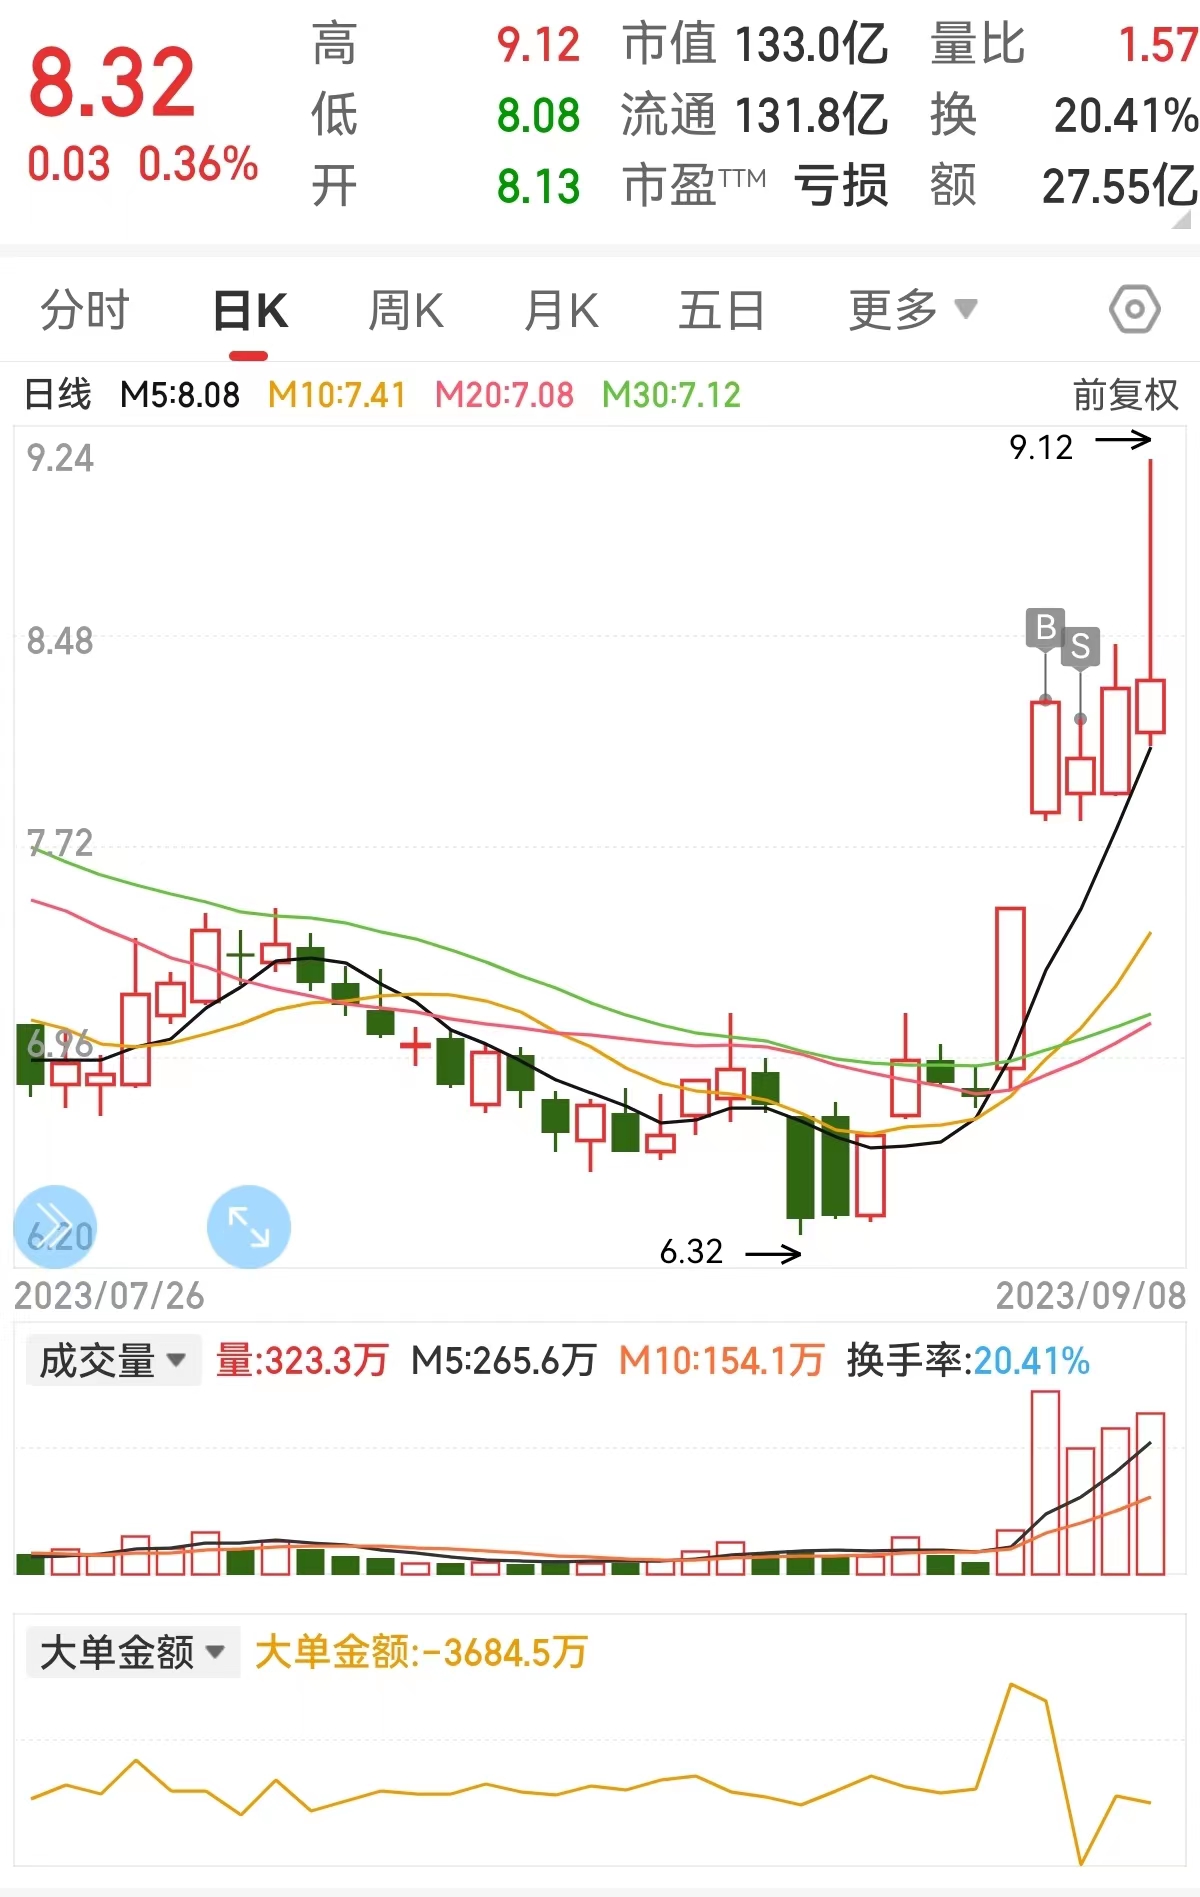 8.32
0.03 0.36%
高 9.12 市值 133.0亿 量比 1.57
低 8.08 流通 131.8亿 换 20.41%
开 8.13 市盈TTM 亏损 额 27.55亿
分时 日K 周K 月K 五日 更多
日线 M5:8.08 M10:7.41 M20:7.08 M30:7.12 前复权
9.24
9.12
8.48
B
S
7.72
6.96
6.20
6.32
2023/07/26 2023/09/08
成交量 量:323.3万 M5:265.6万 M10:154.1万 换手率:20.41%
大单金额 大单金额:-3684.5万